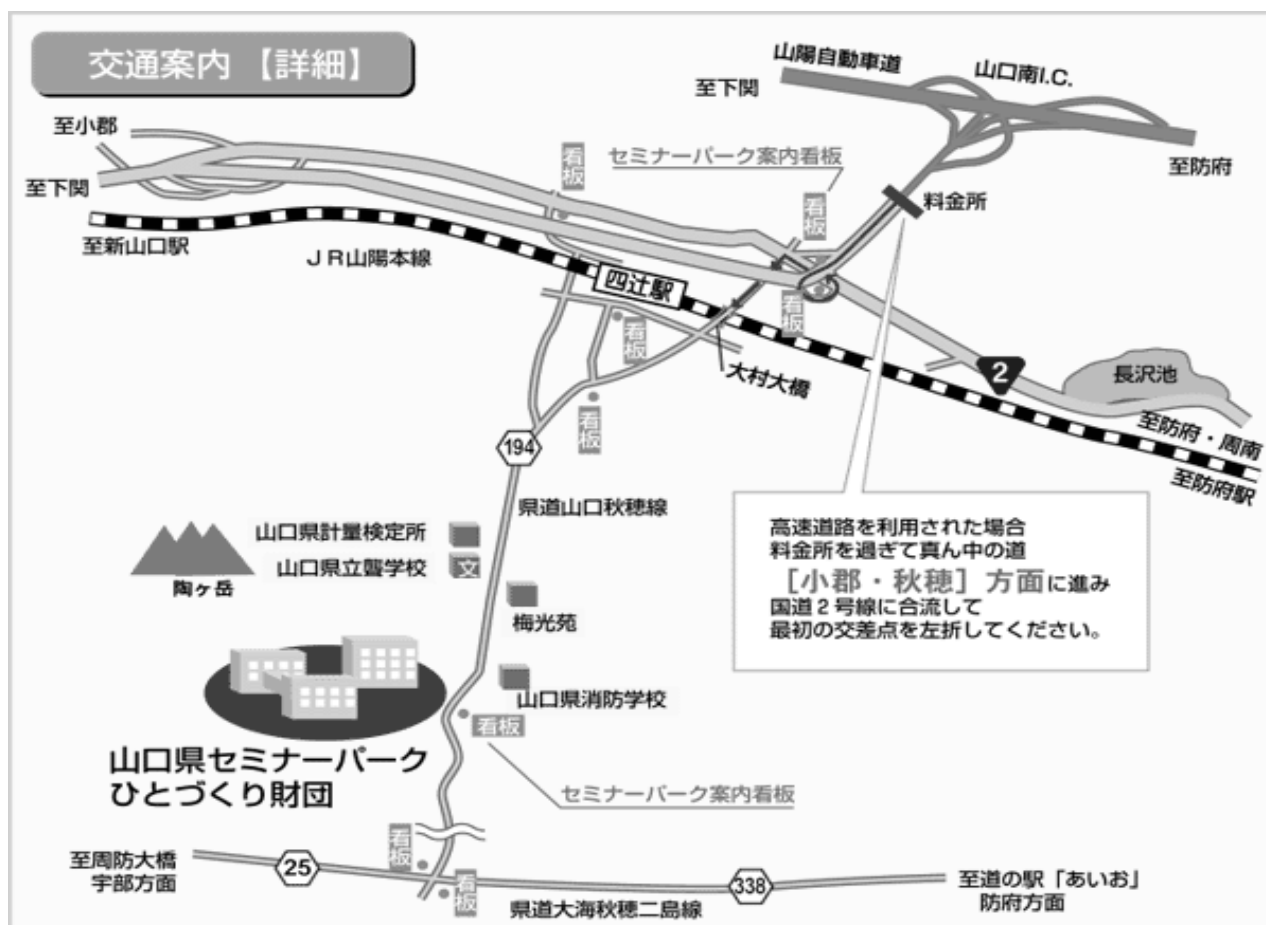 交通案内【詳細】
山陽自動車道
山口南I.C.
至下関
至防府
至小郡
至下関
看板
セミナーパーク案内看板
看板
料金所
至新山口駅
JR山陽本線
四辻駅
看板
看板
大村大橋
2
長沢池
至防府・周南
至防府駅
看板
194
県道山口秋穂線
高速道路を利用された場合
料金所を過ぎて真ん中の道
[小郡・秋穂]方面に進み
国道2号線に合流して
最初の交差点を左折してください。
山口県計量検定所
山口県立聾学校
文
陶ヶ岳
梅光苑
山口県消防学校
看板
山口県セミナーパーク
ひとづくり財団
セミナーパーク案内看板
看板
至周防大橋
宇部方面
25
看板
県道大海秋穂二島線
338
至道の駅「あいお」
防府方面